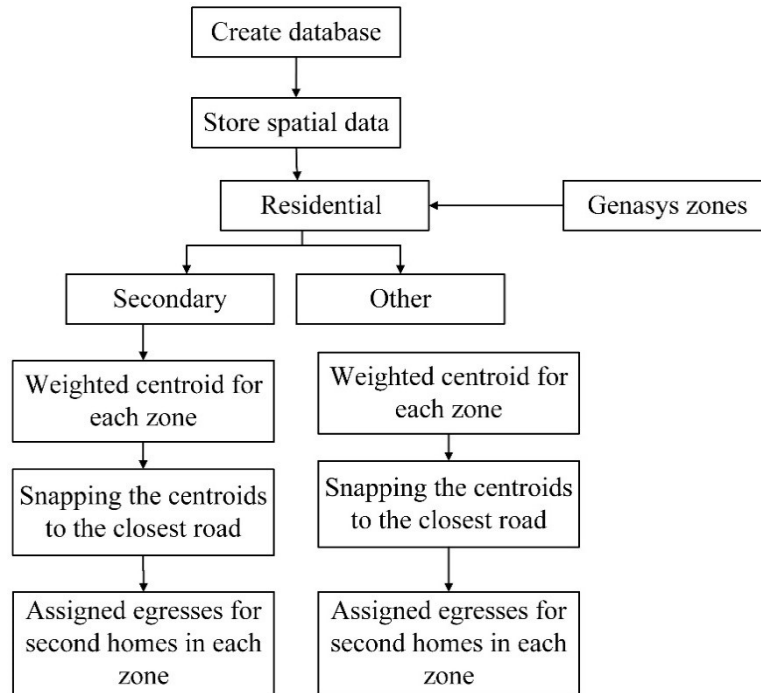 Create database
Store spatial data
Residential
Genasys zones
Secondary
Other
Weighted centroid for
each zone
Snapping the centroids
to the closest road
Assigned egresses for
second homes in each
zone
Weighted centroid for
each zone
Snapping the centroids
to the closest road
Assigned egresses for
second homes in each
zone